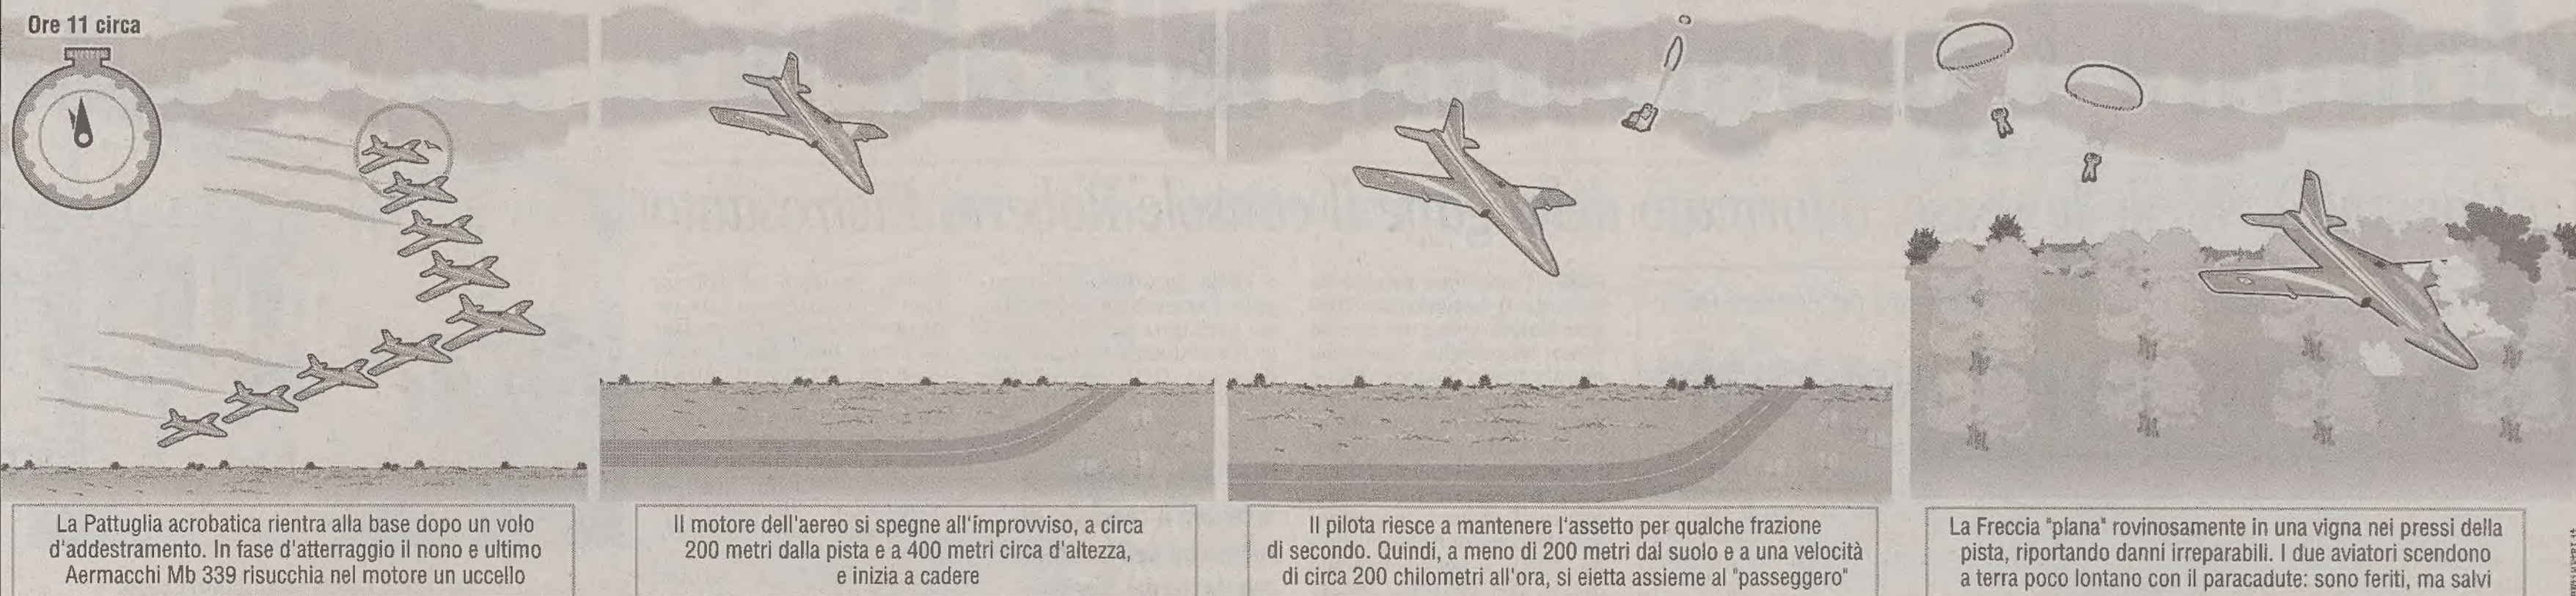 Ore 11 circa
La Pattuglia acrobatica rientra alla base dopo un volo
d'addestramento. In fase d'atterraggio il nono e ultimo
Aermacchi Mb 339 risucchia nel motore un uccello
Il motore dell'aereo si spegne all'improvviso, a circa
200 metri dalla pista e a 400 metri circa d'altezza,
e inizia a cadere
Il pilota riesce a mantenere l'assetto per qualche frazione
di secondo. Quindi, a meno di 200 metri dal suolo e a una velocità
di circa 200 chilometri all'ora, si eietta assieme al "passeggero"
La Freccia "plana" rovinosamente in una vigna nei pressi della
pista, riportando danni irreparabili. I due aviatori scendono
a terra poco lontano con il paracadute: sono feriti, ma salvi